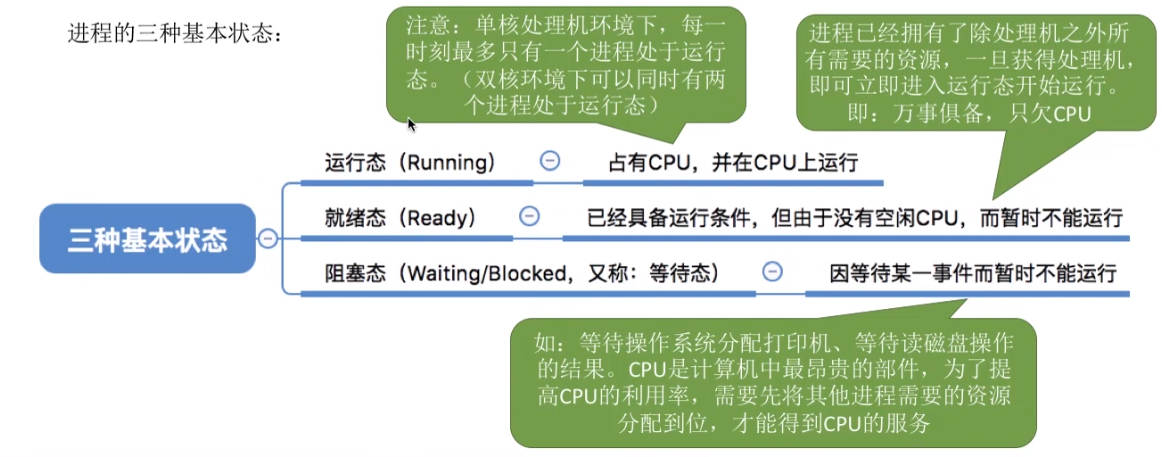 进程的三种基本状态：
注意：单核处理机环境下，每一
时刻最多只有一个进程处于运行
态。（双核环境下可以同时有两
个进程处于运行态）
进程已经拥有了除处理机之外所
有需要的资源，一旦获得处理机，
即可立即进入运行态开始运行。
即：万事俱备，只欠CPU
三种基本状态
运行态（Running）
占有CPU，并在CPU上运行
就绪态（Ready）
已经具备运行条件，但由于没有空闲CPU，而暂时不能运行
阻塞态（Waiting/Blocked，又称：等待态）
因等待某一事件而暂时不能运行
如：等待操作系统分配打印机、等待读磁盘操作
的结果。CPU是计算机中最昂贵的部件，为了提
高CPU的利用率，需要先将其他进程需要的资源
分配到位，才能得到CPU的服务